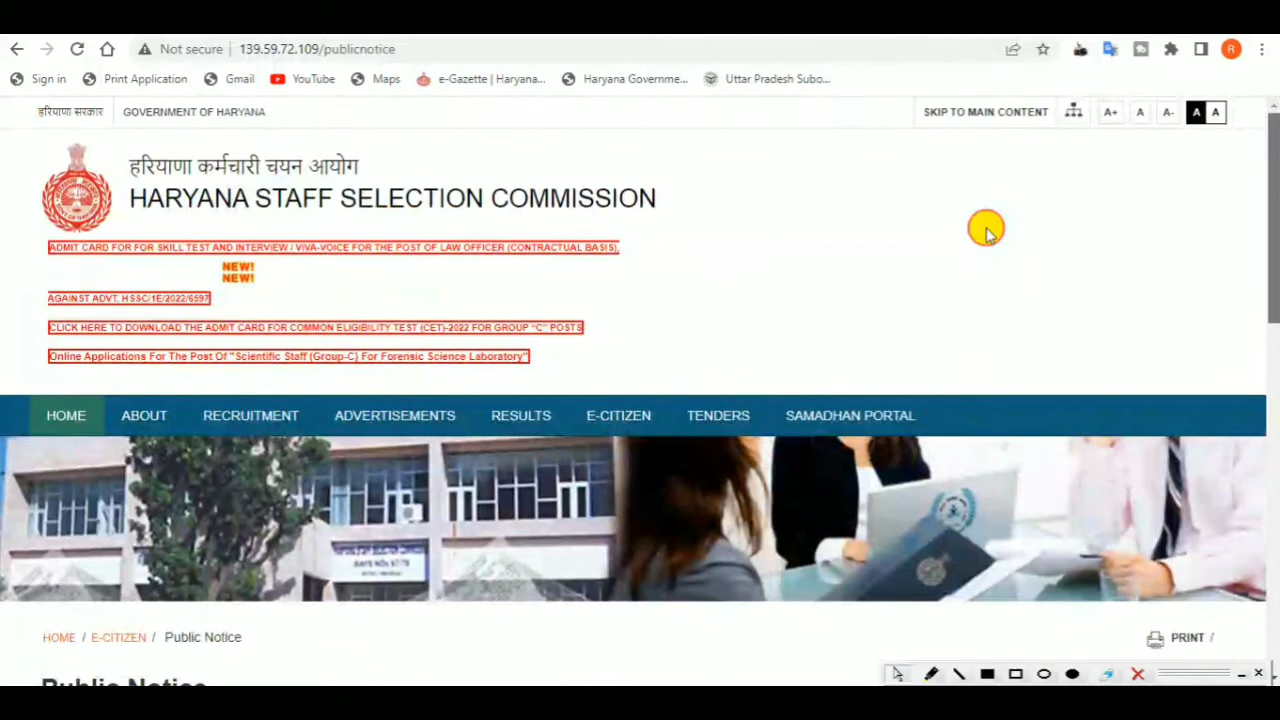 Not secure 139.59.72.109/publicnotice
R
Sign in Print Application Gmail YouTube Maps e-Gazette | Haryana... Haryana Governme... Uttar Pradesh Subo...
हरियाणा सरकार GOVERNMENT OF HARYANA SKIP TO MAIN CONTENT A+ A A- A A
हरियाणा कर्मचारी चयन आयोग
HARYANA STAFF SELECTION COMMISSION
ADMIT CARD FOR FOR SKILL TEST AND INTERVIEW / VIVA-VOICE FOR THE POST OF LAW OFFICER (CONTRACTUAL BASIS),
NEW!
NEW!
AGAINST ADVT. HSSC/1E/2022/6597
CLICK HERE TO DOWNLOAD THE ADMIT CARD FOR COMMON ELIGIBILITY TEST (CET)-2022 FOR GROUP "C" POSTS
Online Applications For The Post Of "Scientific Staff (Group-C) For Forensic Science Laboratory"
HOME ABOUT RECRUITMENT ADVERTISEMENTS RESULTS E-CITIZEN TENDERS SAMADHAN PORTAL
HOME / E-CITIZEN / Public Notice PRINT /
Public Notice